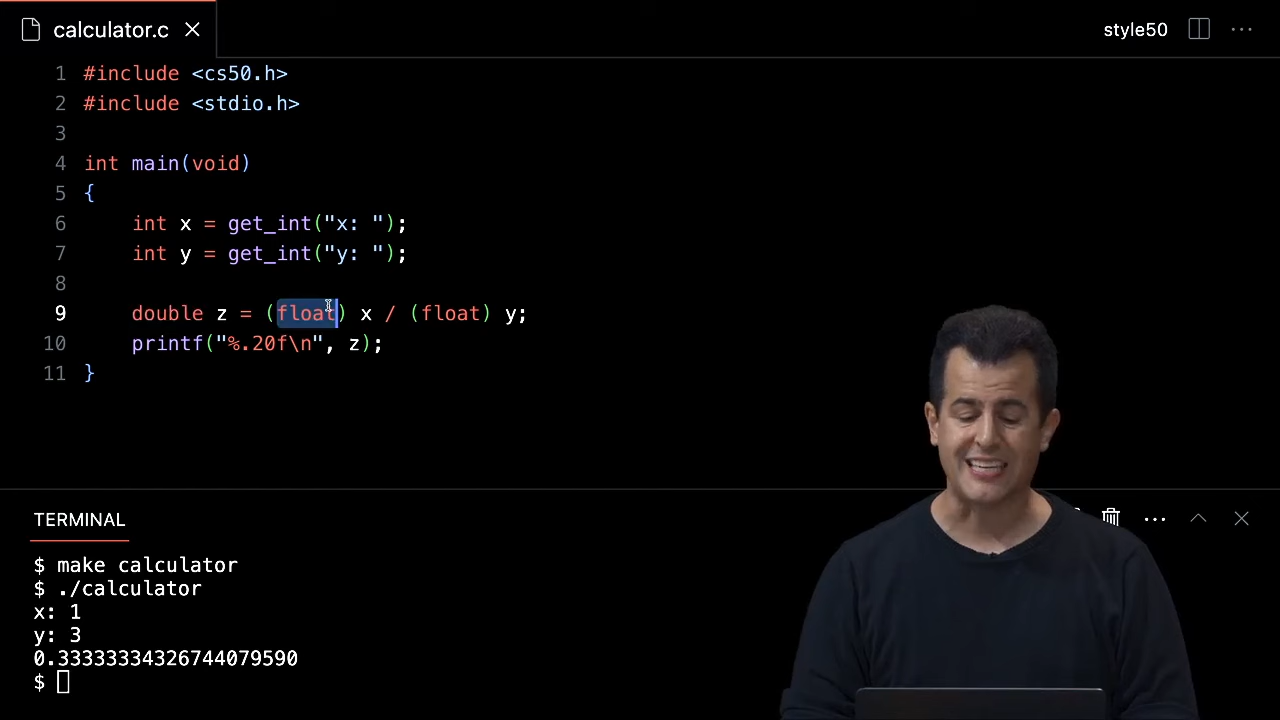 calculator.c
style50
1 #include <cs50.h>
2 #include <stdio.h>
3
4 int main(void)
5 {
6     int x = get_int("x: ");
7     int y = get_int("y: ");
8
9     double z = (float) x / (float) y;
10     printf("%.20f\n", z);
11 }
TERMINAL
$ make calculator
$ ./calculator
x: 1
y: 3
0.33333334326744079590
$